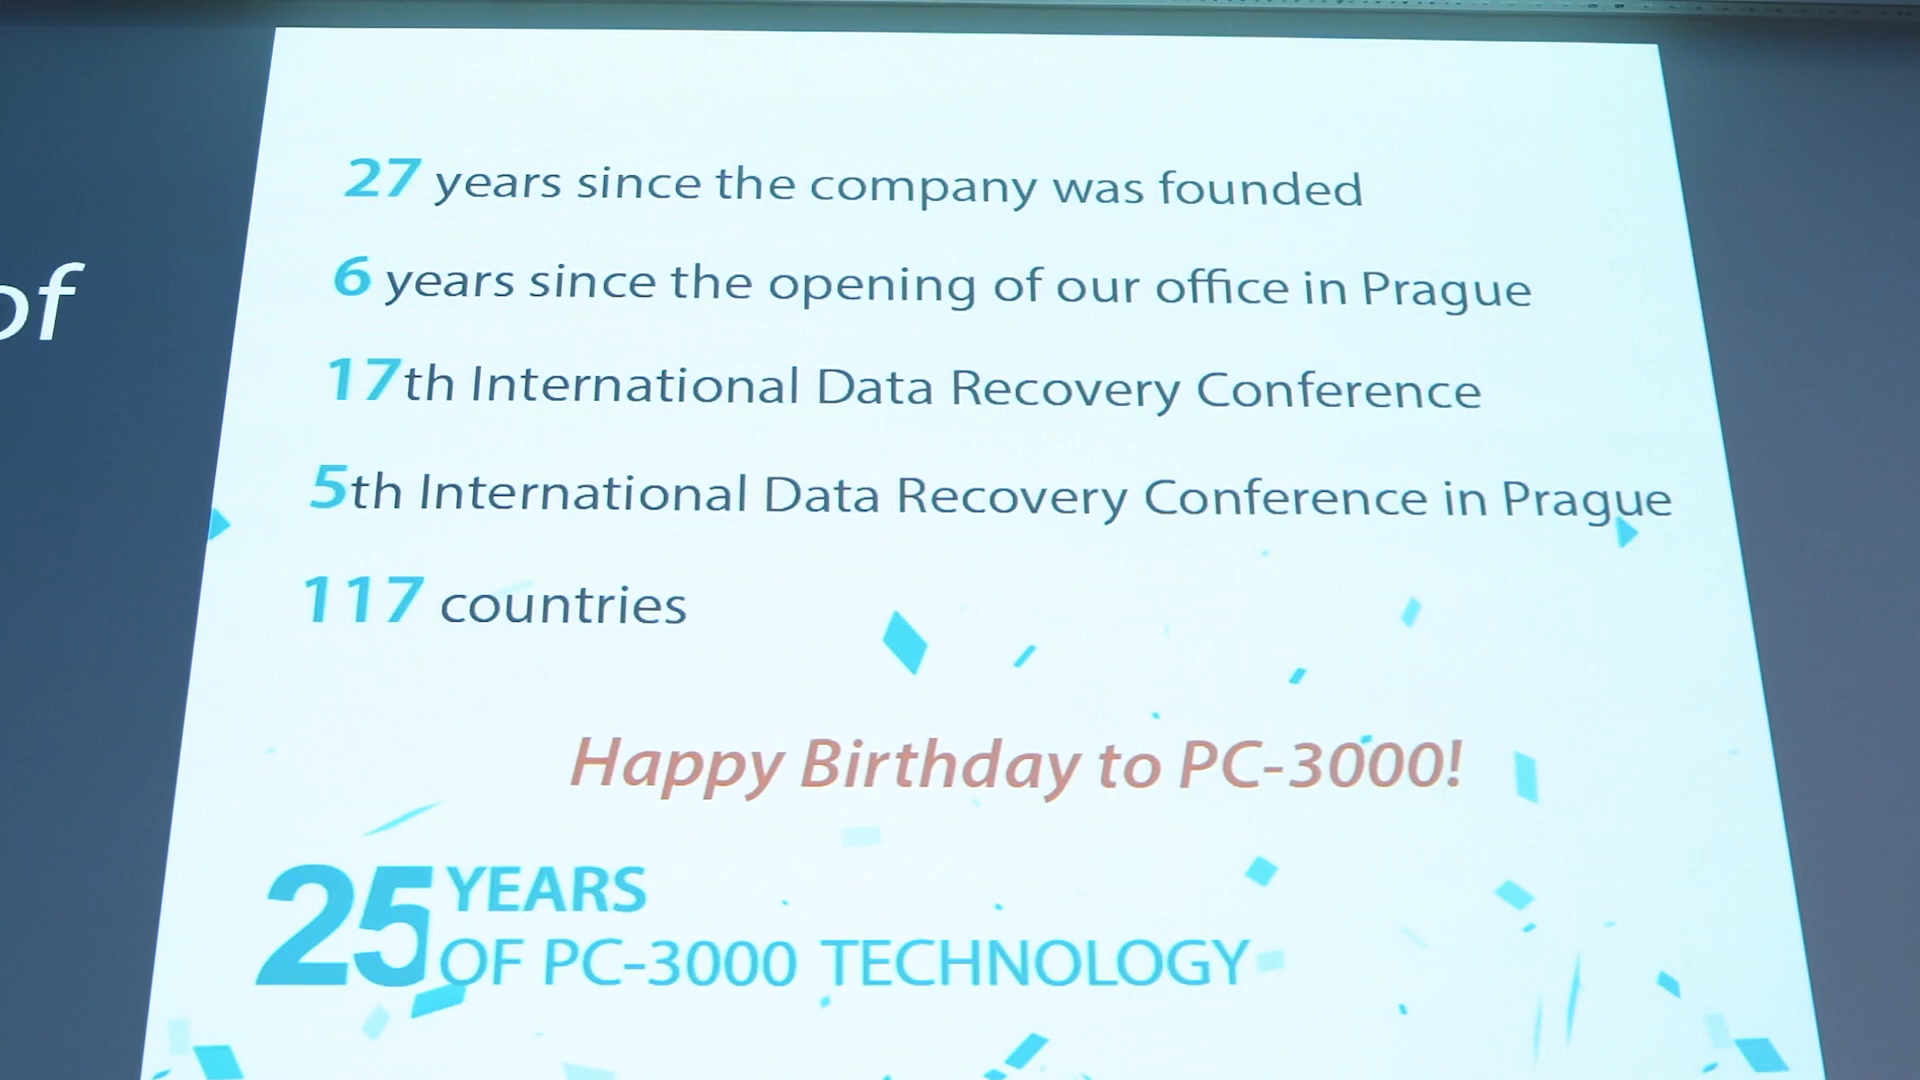 of
27 years since the company was founded
6 years since the opening of our office in Prague
17th International Data Recovery Conference
5th International Data Recovery Conference in Prague
117 countries
Happy Birthday to PC-3000!
25 YEARS
OF PC-3000 TECHNOLOGY